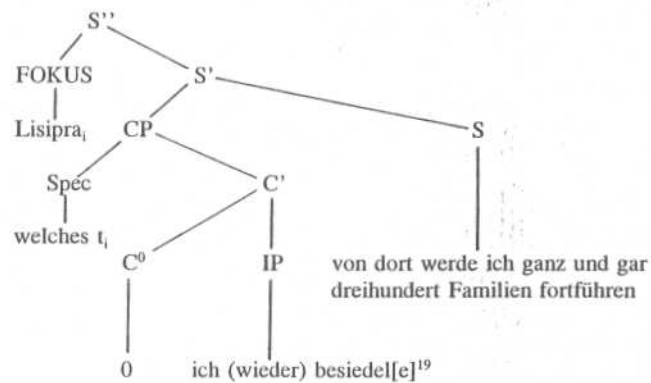 S''
FOKUS S'
Lisipraᵢ CP S
Spec C'
welches tᵢ
C⁰ IP von dort werde ich ganz und gar
dreihundert Familien fortführen
0 ich (wieder) besiedel[e]¹⁹